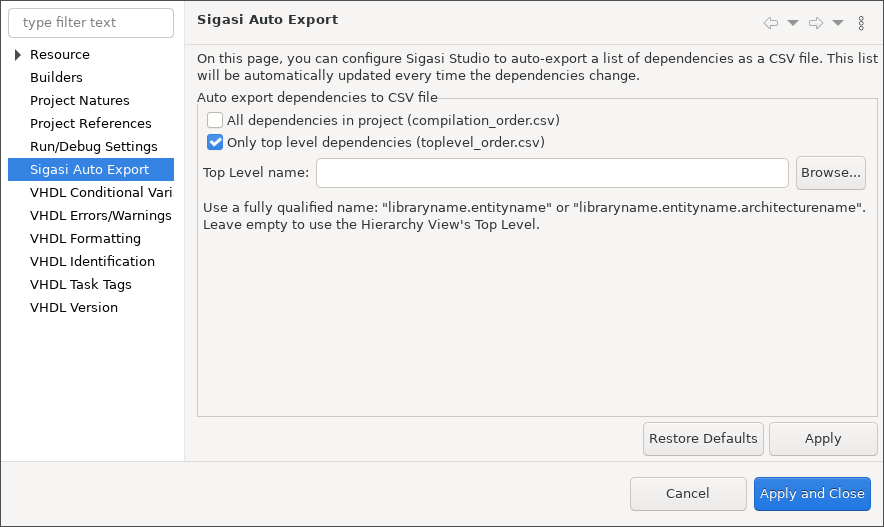 type filter text
Resource
Builders
Project Natures
Project References
Run/Debug Settings
Sigasi Auto Export
VHDL Conditional Vari
VHDL Errors/Warnings
VHDL Formatting
VHDL Identification
VHDL Task Tags
VHDL Version
Sigasi Auto Export
On this page, you can configure Sigasi Studio to auto-export a list of dependencies as a CSV file. This list
will be automatically updated every time the dependencies change.
Auto export dependencies to CSV file
All dependencies in project (compilation_order.csv)
Only top level dependencies (toplevel_order.csv)
Top Level name:
Browse...
Use a fully qualified name: "libraryname.entityname" or "libraryname.entityname.architecturename".
Leave empty to use the Hierarchy View's Top Level.
Restore Defaults
Apply
Cancel
Apply and Close